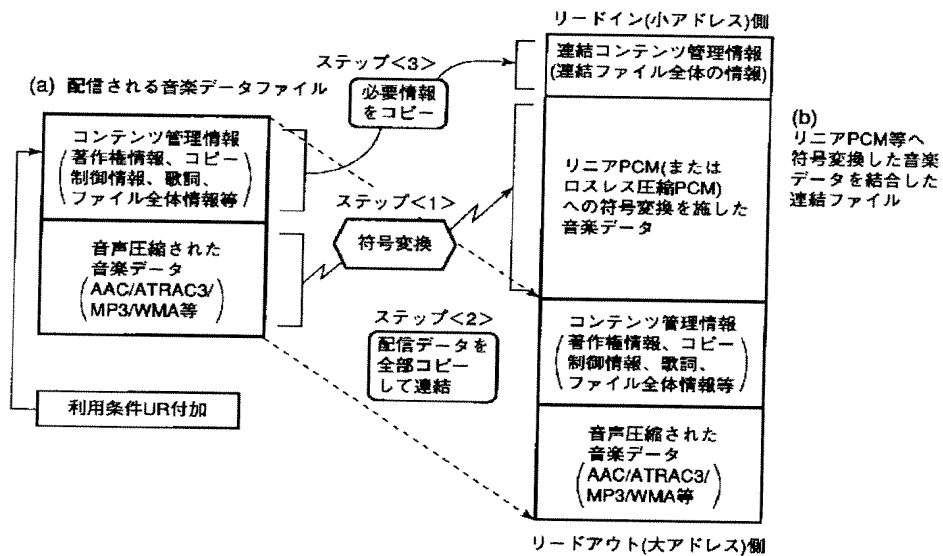 リードイン(小アドレス)側
連結コンテンツ管理情報
(連結ファイル全体の情報)
ステップ<3>
必要情報
をコピー
(a) 配信される音楽データファイル
コンテンツ管理情報
(著作権情報、コピー
制御情報、歌詞、
ファイル全体情報等)
(b)
リニアPCM等へ
符号変換した音楽
データを結合した
連結ファイル
リニアPCM(または
ロスレス圧縮PCM)
への符号変換を施した
音楽データ
ステップ<1>
符号変換
音声圧縮された
音楽データ
(AAC/ATRAC3/
MP3/WMA等)
ステップ<2>
配信データを
全部コピー
して連結
コンテンツ管理情報
(著作権情報、コピー
制御情報、歌詞、
ファイル全体情報等)
利用条件UR付加
音声圧縮された
音楽データ
(AAC/ATRAC3/
MP3/WMA等)
リードアウト(大アドレス)側